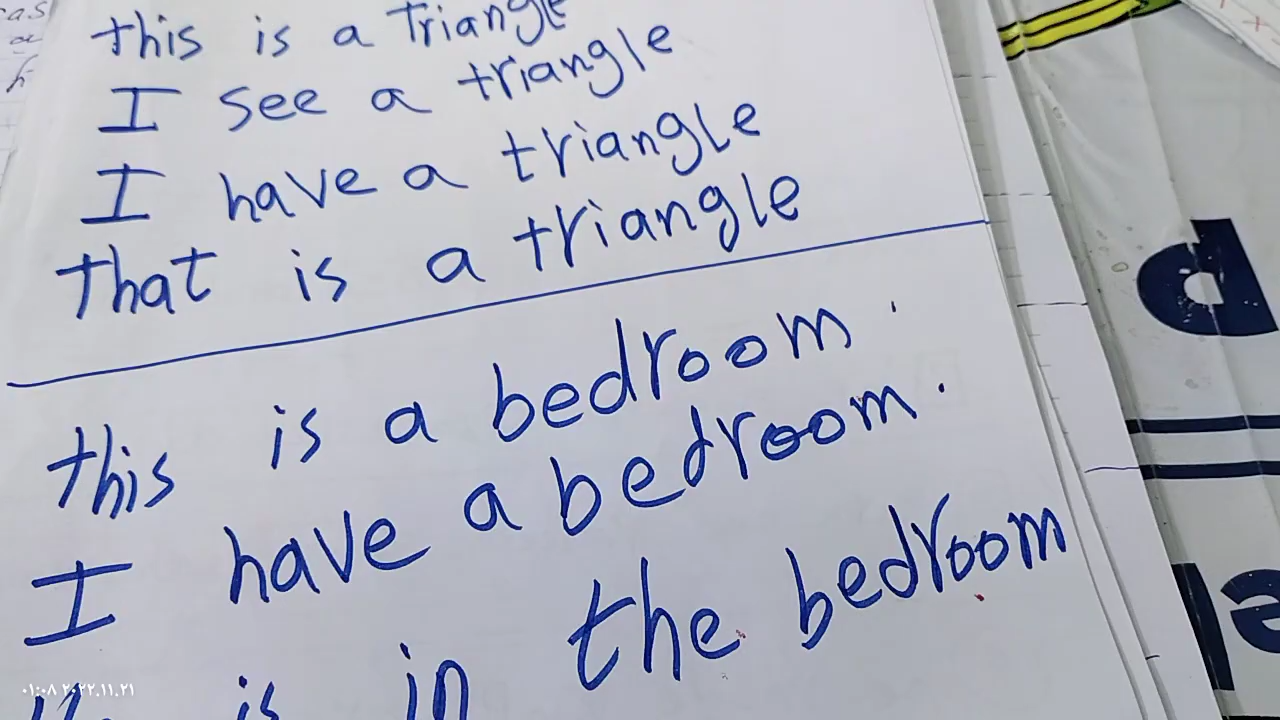 this is a Triangle
I see a triangle
I have a triangle
that is a triangle
this is a bedroom.
I have a bedroom.
is in the bedroom
٠١:٠٨ ٢٠٢٢.١١.٢١